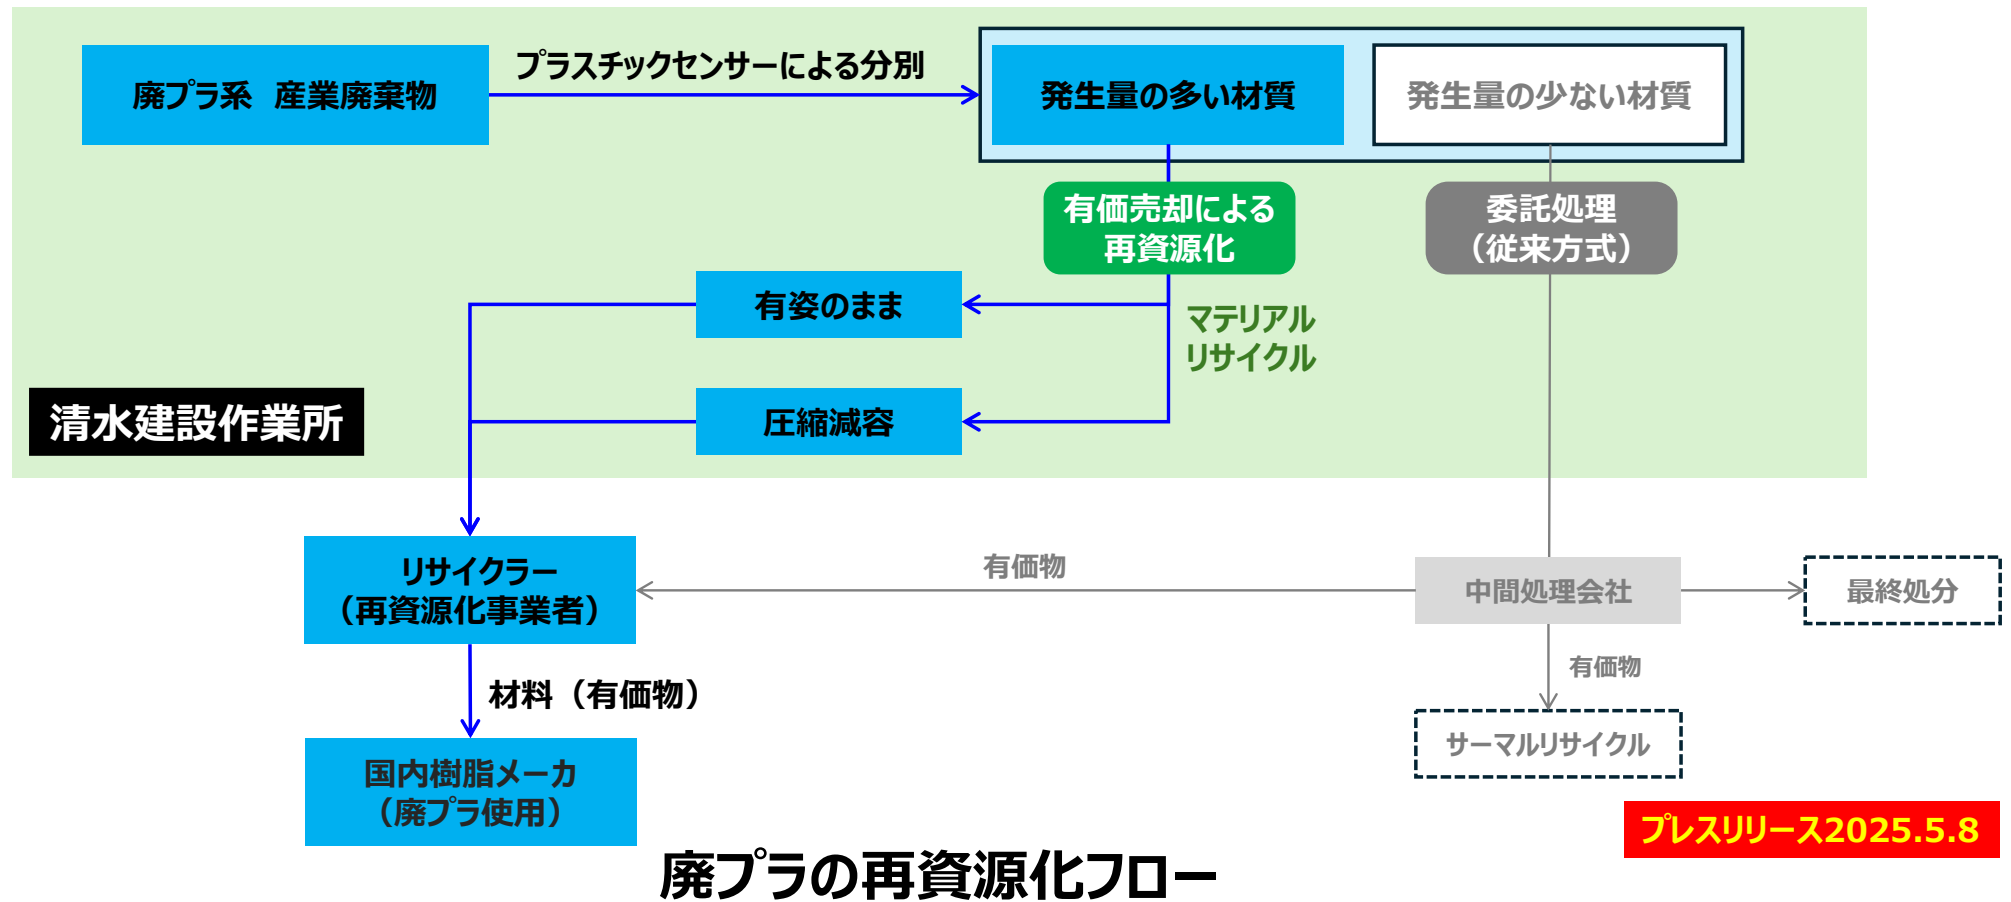 廃プラ系　産業廃棄物
プラスチックセンサーによる分別
発生量の多い材質
発生量の少ない材質
有価売却による
再資源化
委託処理
（従来方式）
有姿のまま
マテリアル
リサイクル
圧縮減容
清水建設作業所
リサイクラー
（再資源化事業者）
有価物
中間処理会社
最終処分
材料（有価物）
有価物
サーマルリサイクル
国内樹脂メーカ
（廃プラ使用）
プレスリリース2025.5.8
廃プラの再資源化フロー